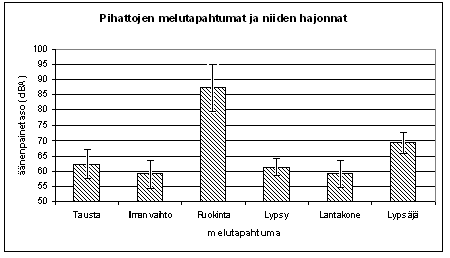 Pihattojen melutapahtumat ja niiden hajonnat
100
95
90
85
80
75
70
65
60
55
50
äänenpainetaso (dBA)
Tausta Ilmanvaihto Ruokinta Lypsy Lantakone Lypsäjä
melutapahtuma